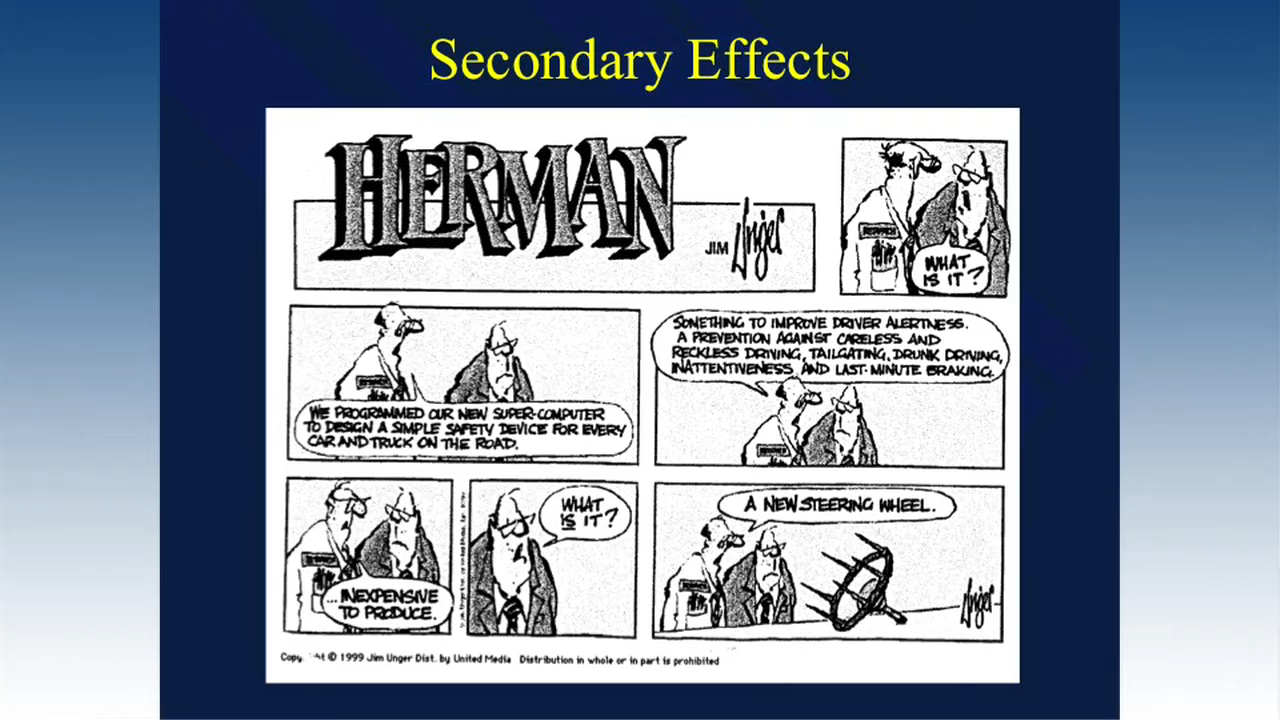 Secondary Effects
HERMAN
JIM Unger
WHAT
IS IT?
WE PROGRAMMED OUR NEW SUPER-COMPUTER
TO DESIGN A SIMPLE SAFETY DEVICE FOR EVERY
CAR AND TRUCK ON THE ROAD.
SOMETHING TO IMPROVE DRIVER ALERTNESS.
A PREVENTION AGAINST CARELESS AND
RECKLESS DRIVING, TAILGATING, DRUNK DRIVING,
INATTENTIVENESS AND LAST-MINUTE BRAKING.
...INEXPENSIVE
TO PRODUCE.
WHAT
IS IT?
A NEW STEERING WHEEL.
Unger
© 1999 Jim Unger Dist. by United Media Distribution in whole or in part is prohibited